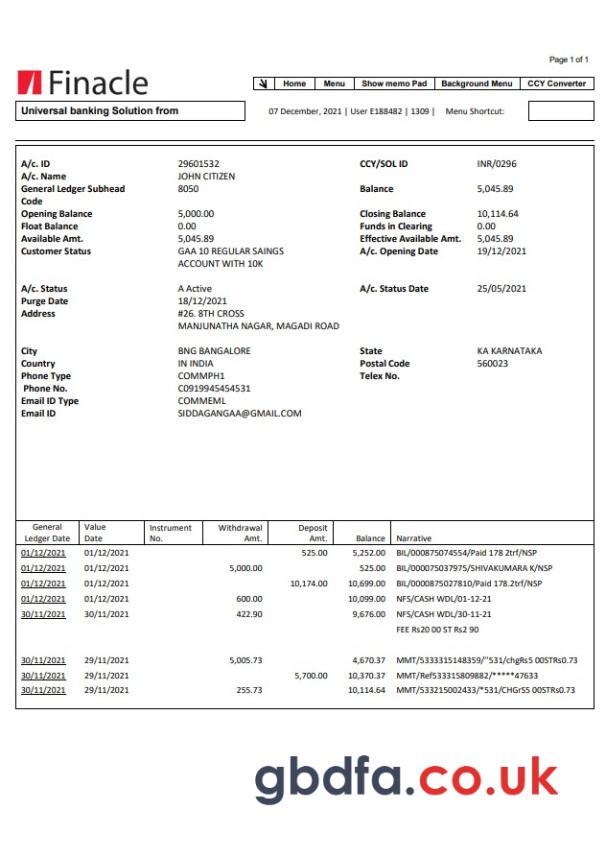 Page 1 of 1
Finacle
Home Menu Show memo Pad Background Menu CCY Converter
Universal banking Solution from
07 December, 2021 | User E188482 | 1309 | Menu Shortcut:
A/c. ID 29601532 CCY/SOL ID INR/0296
A/c. Name JOHN CITIZEN
General Ledger Subhead 8050 Balance 5,045.89
Code
Opening Balance 5,000.00 Closing Balance 10,114.64
Float Balance 0.00 Funds in Clearing 0.00
Available Amt. 5,045.89 Effective Available Amt. 5,045.89
Customer Status GAA 10 REGULAR SAINGS A/c. Opening Date 19/12/2021
ACCOUNT WITH 10K
A/c. Status A Active A/c. Status Date 25/05/2021
Purge Date 18/12/2021
Address #26. 8TH CROSS
MANJUNATHA NAGAR, MAGADI ROAD
City BNG BANGALORE State KA KARNATAKA
Country IN INDIA Postal Code 560023
Phone Type COMMPH1 Telex No.
Phone No. C0919945454531
Email ID Type COMMEML
Email ID SIDDAGANGAA@GMAIL.COM
General Value Instrument Withdrawal Deposit
Ledger Date Date No. Amt. Amt. Balance Narrative
01/12/2021 01/12/2021 525.00 5,252.00 BIL/000875074554/Paid 178 2trf/NSP
01/12/2021 01/12/2021 5,000.00 525.00 BIL/000075037975/SHIVAKUMARA K/NSP
01/12/2021 01/12/2021 10,174.00 10,699.00 BIL/0000875027810/Paid 178.2trf/NSP
01/12/2021 01/12/2021 600.00 10,099.00 NFS/CASH WDL/01-12-21
30/11/2021 30/11/2021 422.90 9,676.00 NFS/CASH WDL/30-11-21
FEE Rs20 00 ST Rs2 90
30/11/2021 29/11/2021 5,005.73 4,670.37 MMT/5333315148359/''531/chgRs5 00STRs0.73
30/11/2021 29/11/2021 5,700.00 10,370.37 MMT/Ref533315809882/*****47633
30/11/2021 29/11/2021 255.73 10,114.64 MMT/533215002433/*531/CHGrS5 00STRs0.73
gbdfa.co.uk